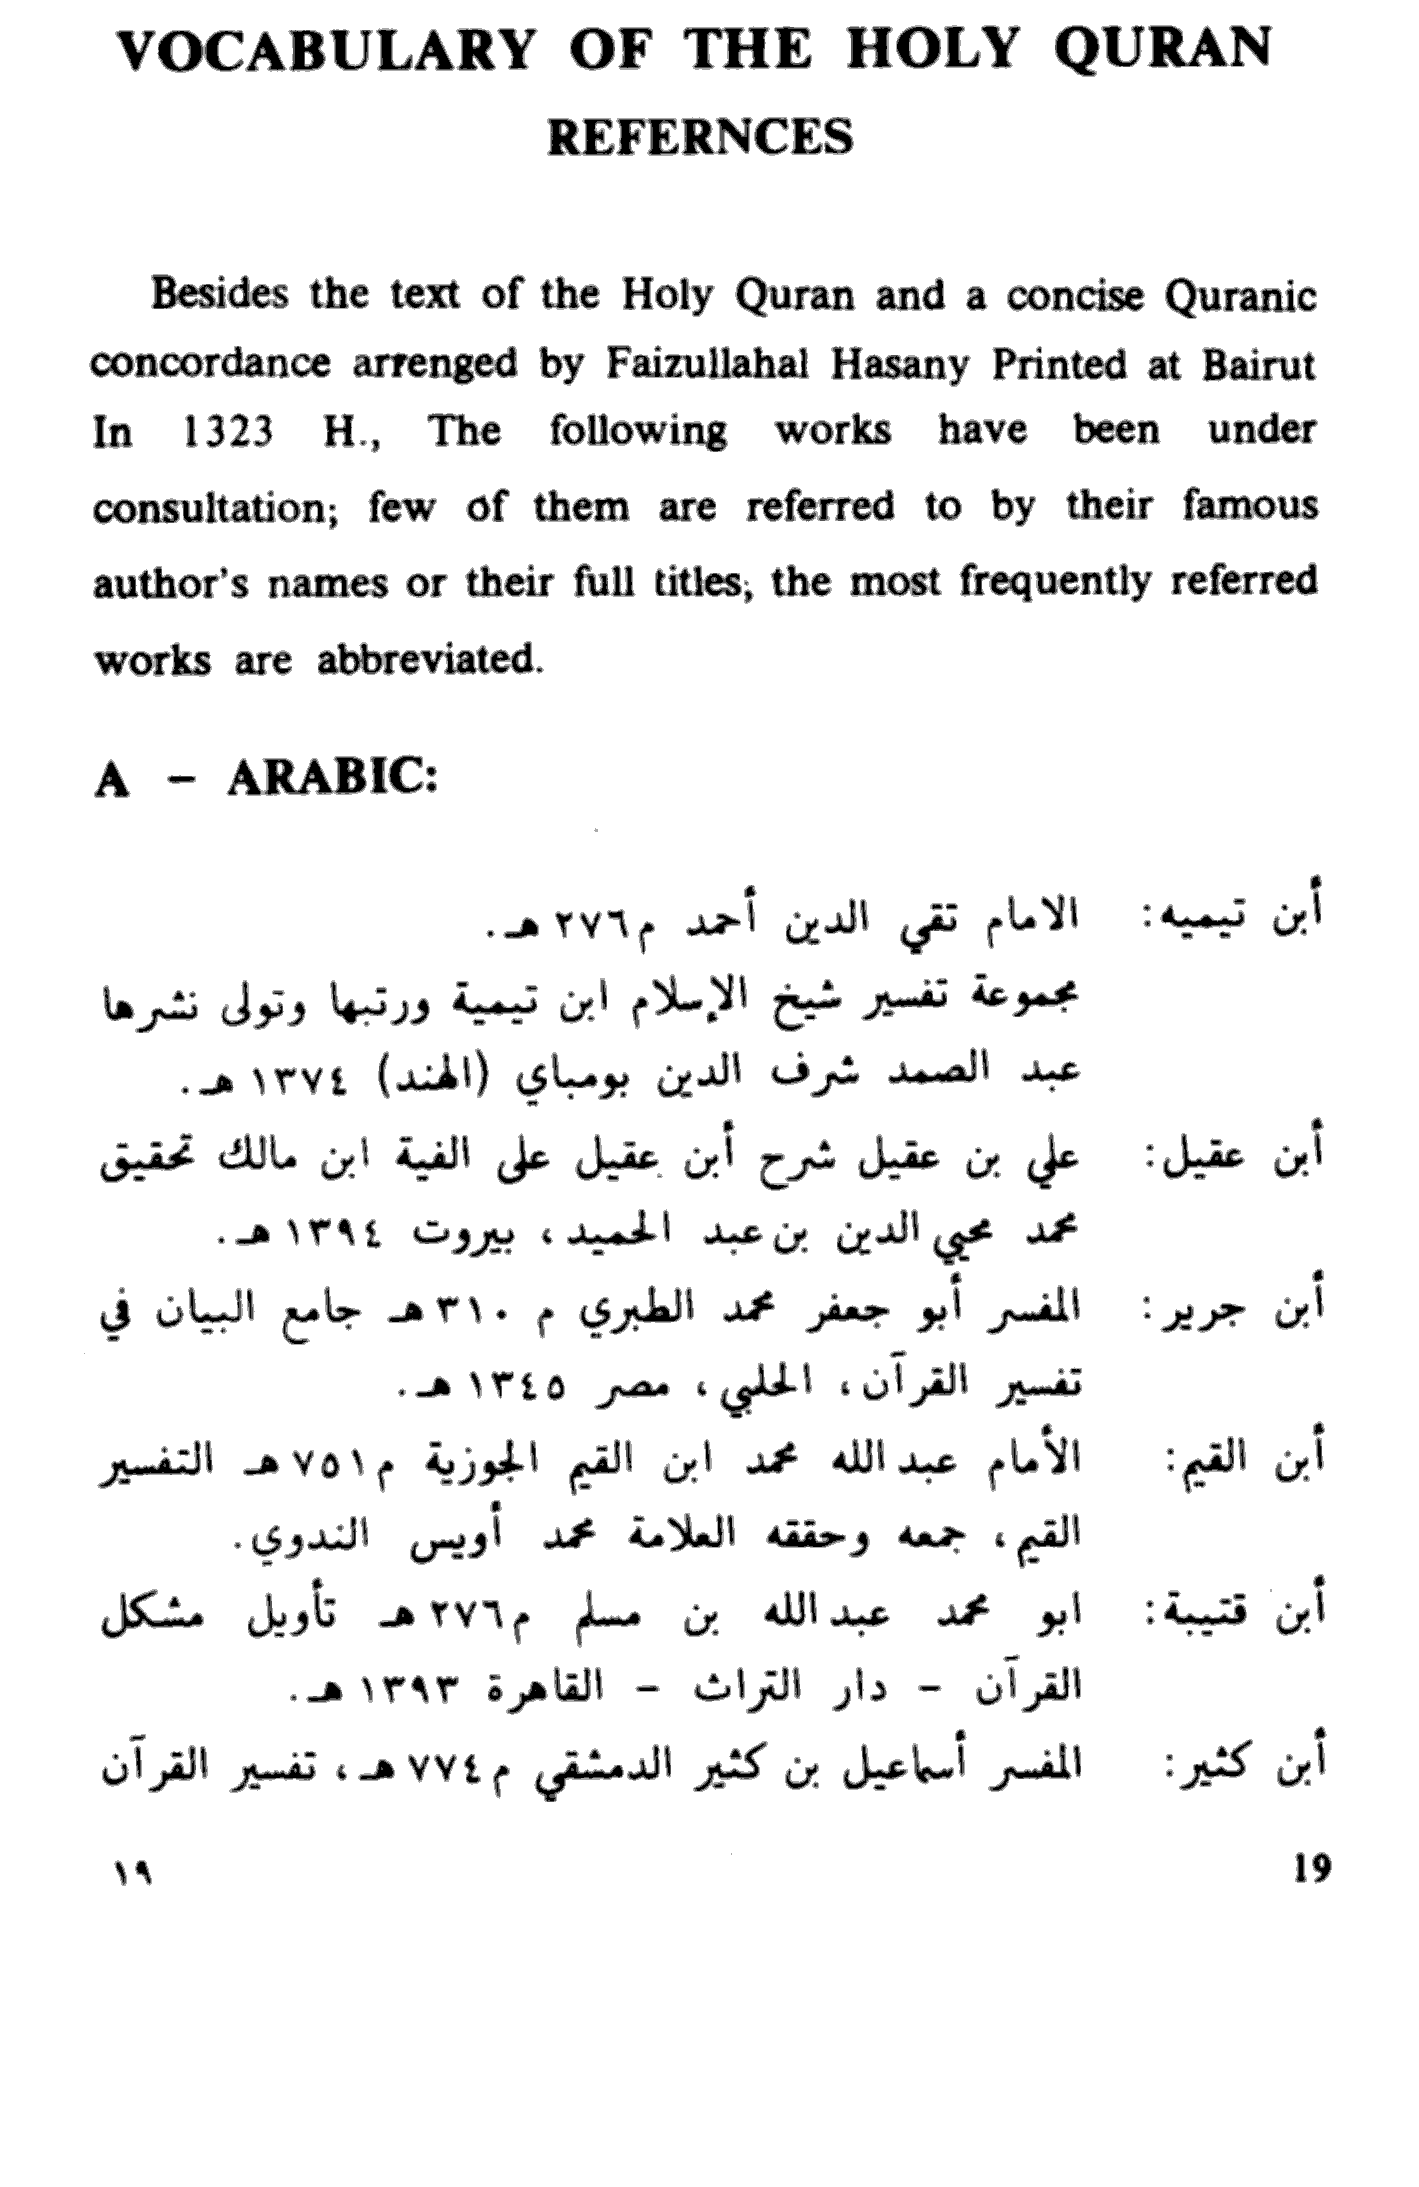 VOCABULARY OF THE HOLY QURAN
REFERNCES
Besides the text of the Holy Quran and a concise Quranic
concordance arrenged by Faizullahal Hasany Printed at Bairut
In 1323 H., The following works have been under
consultation; few of them are referred to by their famous
author's names or their full titles; the most frequently referred
works are abbreviated.
A – ARABIC:
أبن تيميه: الامام تقي الدين أحمد م٢٧٦ هـ.
مجموعة تفسير شيخ الإسلام ابن تيمية ورتبها وتولى نشرها
عبد الصمد شرف الدين بومباي (الهند) ١٣٧٤ هـ.
أبن عقيل: علي بن عقيل شرح أبن عقيل على الفية ابن مالك تحقيق
محمد محيي الدين بن عبد الحميد، بيروت ١٣٩٤ هـ.
أبن جرير: المفسر أبو جعفر محمد الطبري م ٣١٠ هـ جامع البيان في
تفسير القرآن، الحلبي، مصر ١٣٤٥ هـ.
أبن القيم: الأمام عبدالله محمد ابن القيم الجوزية م٧٥١ هـ التفسير
القيم، جمعه وحققه العلامة محمد أويس الندوي.
أبن قتيبة: ابو محمد عبدالله بن مسلم م٢٧٦ هـ تأويل مشكل
القرآن – دار التراث – القاهرة ١٣٩٣ هـ.
أبن كثير: المفسر أسماعيل بن كثير الدمشقي م٧٧٤ هـ، تفسير القرآن
١٩ 19